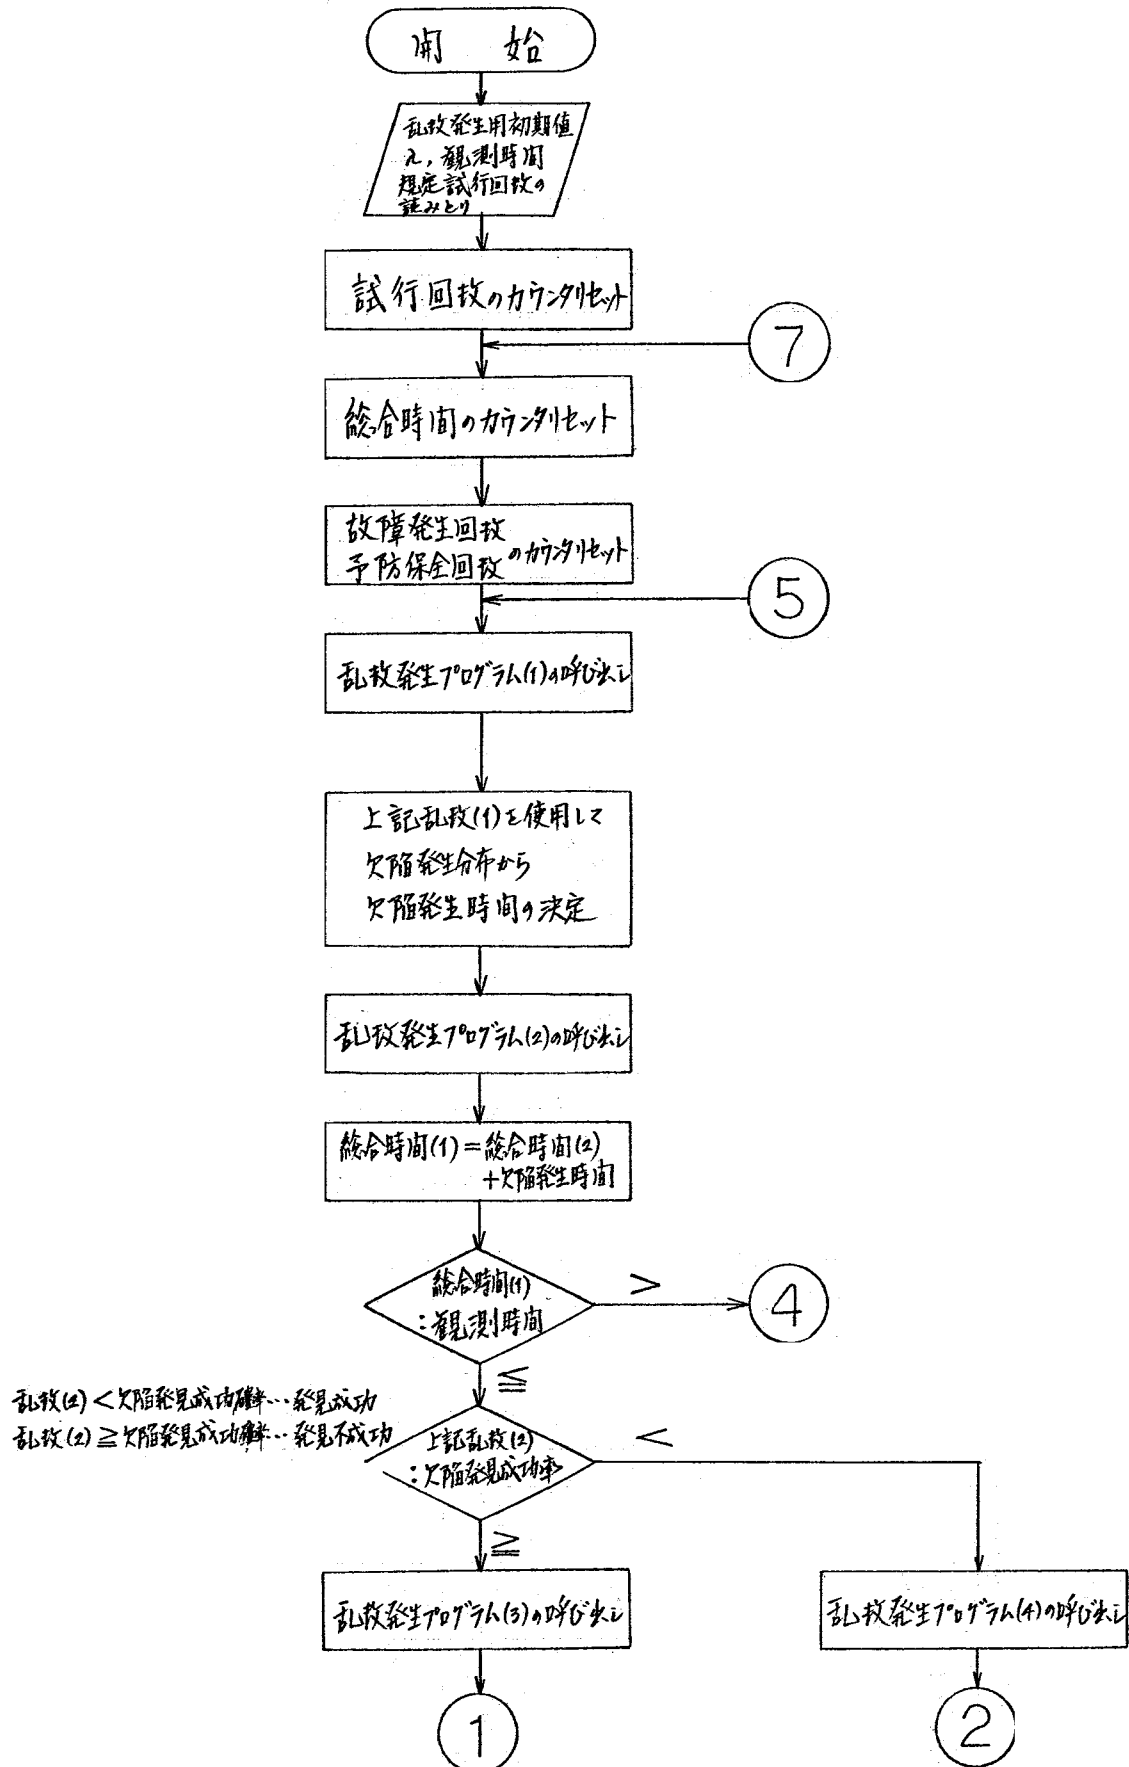 開 始
乱数発生用初期値
λ, 観測時間
規定試行回数の
読みとり
試行回数のカウンタリセット
⑦
総合時間のカウンタリセット
故障発生回数
予防保全回数のカウンタリセット
⑤
乱数発生プログラム(1)の呼び出し
上記乱数(1)を使用して
欠陥発生分布から
欠陥発生時間の決定
乱数発生プログラム(2)の呼び出し
総合時間(1)=総合時間(2)
+欠陥発生時間
総合時間(1)
:観測時間
>
④
≦
乱数(2)<欠陥発見成功確率…発見成功
乱数(2)≧欠陥発見成功確率…発見不成功
上記乱数(2)
:欠陥発見成功率
<
≧
乱数発生プログラム(3)の呼び出し
乱数発生プログラム(4)の呼び出し
①
②